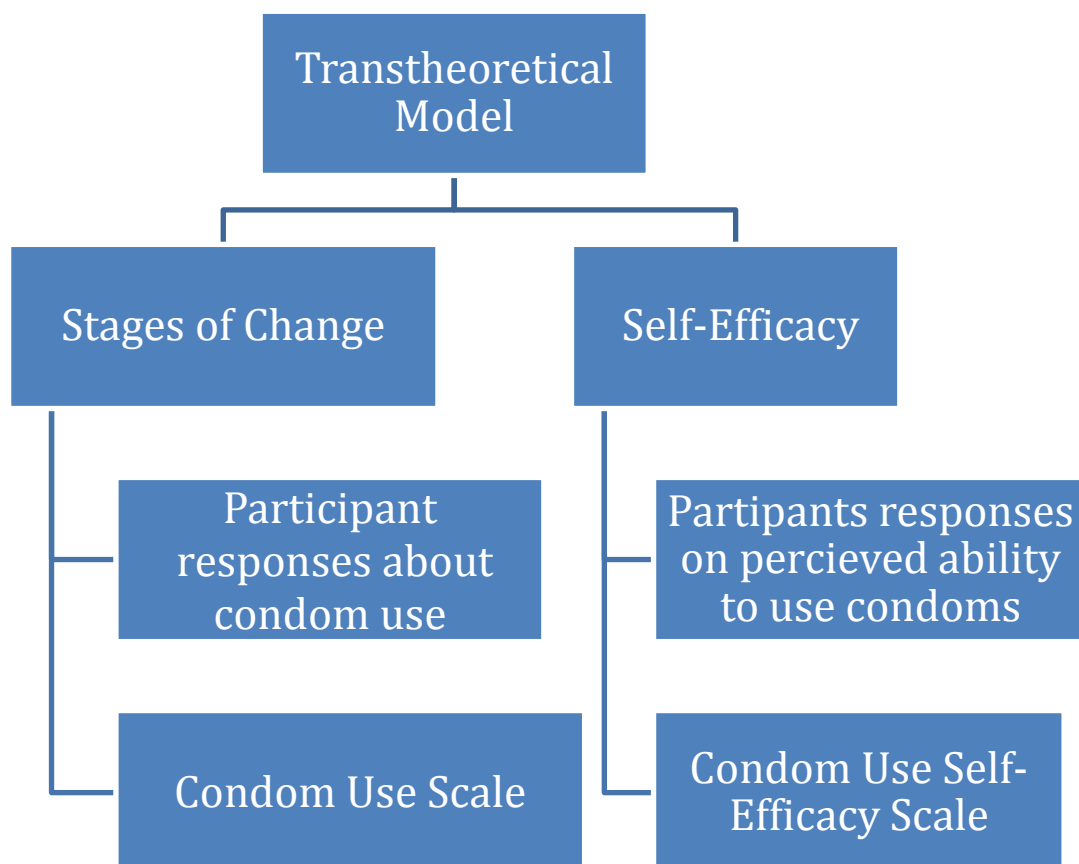 Transtheoretical
Model
Stages of Change
Self-Efficacy
Participant
responses about
condom use
Partipants responses
on percieved ability
to use condoms
Condom Use Scale
Condom Use Self-
Efficacy Scale